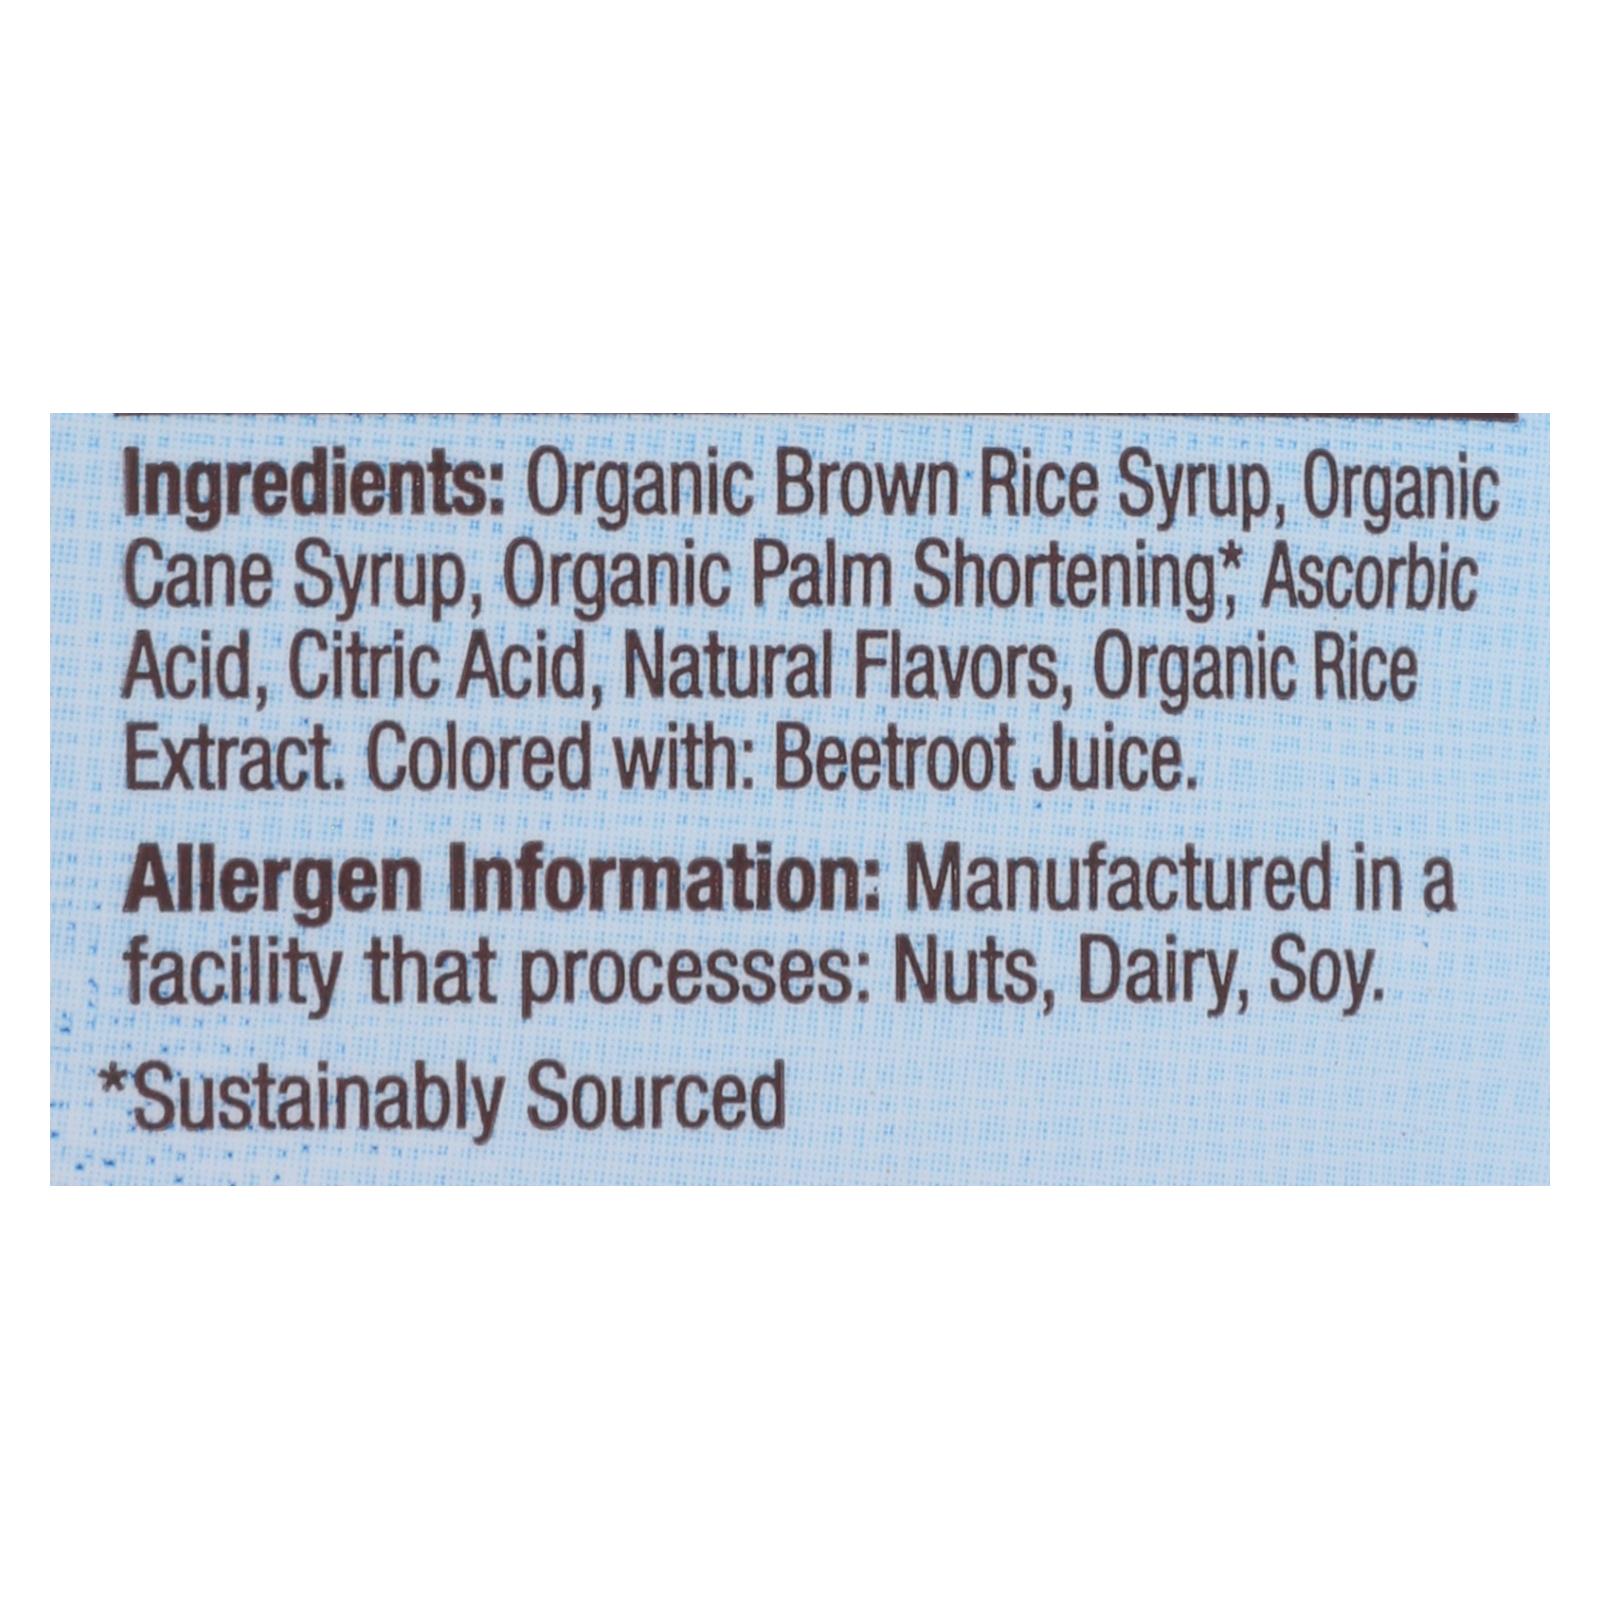 Ingredients: Organic Brown Rice Syrup, Organic
Cane Syrup, Organic Palm Shortening,* Ascorbic
Acid, Citric Acid, Natural Flavors, Organic Rice
Extract. Colored with: Beetroot Juice.
Allergen Information: Manufactured in a
facility that processes: Nuts, Dairy, Soy.
*Sustainably Sourced